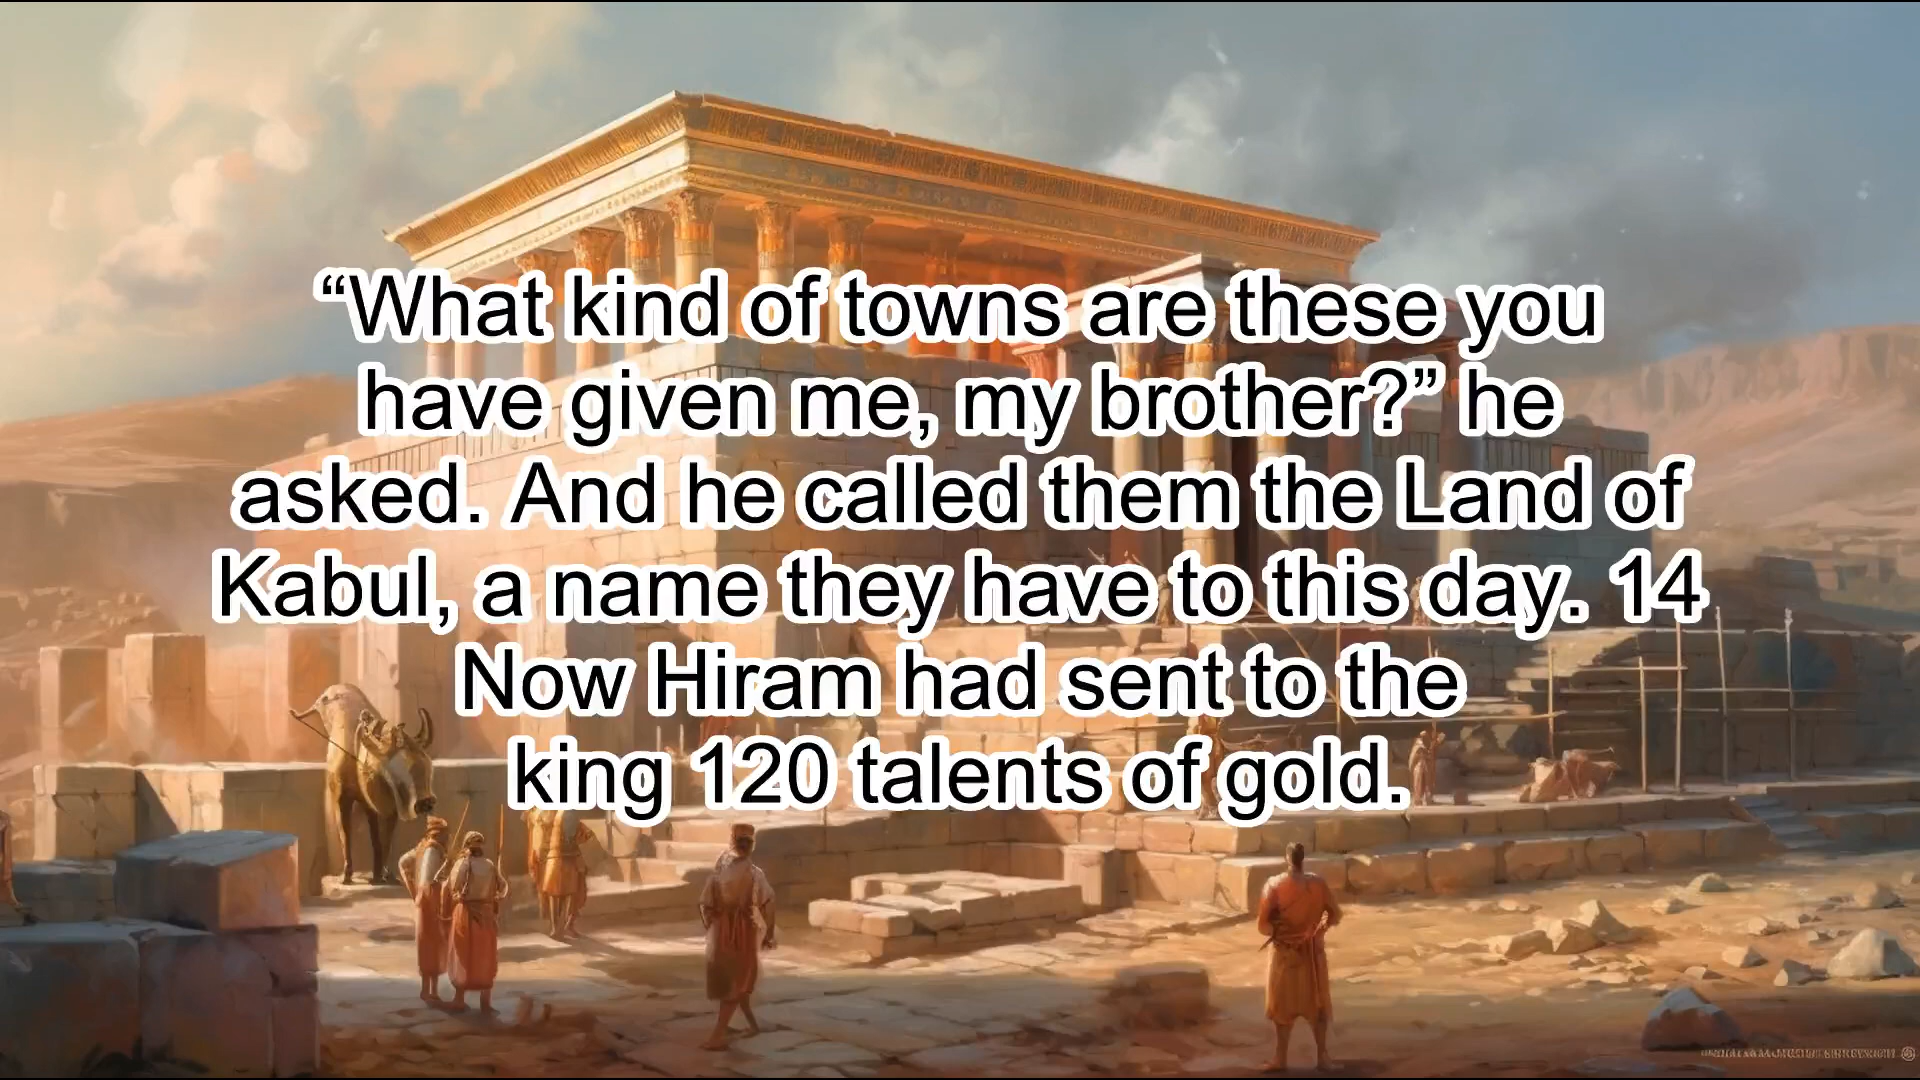 “What kind of towns are these you
have given me, my brother?” he
asked. And he called them the Land of
Kabul, a name they have to this day. 14
Now Hiram had sent to the
king 120 talents of gold.